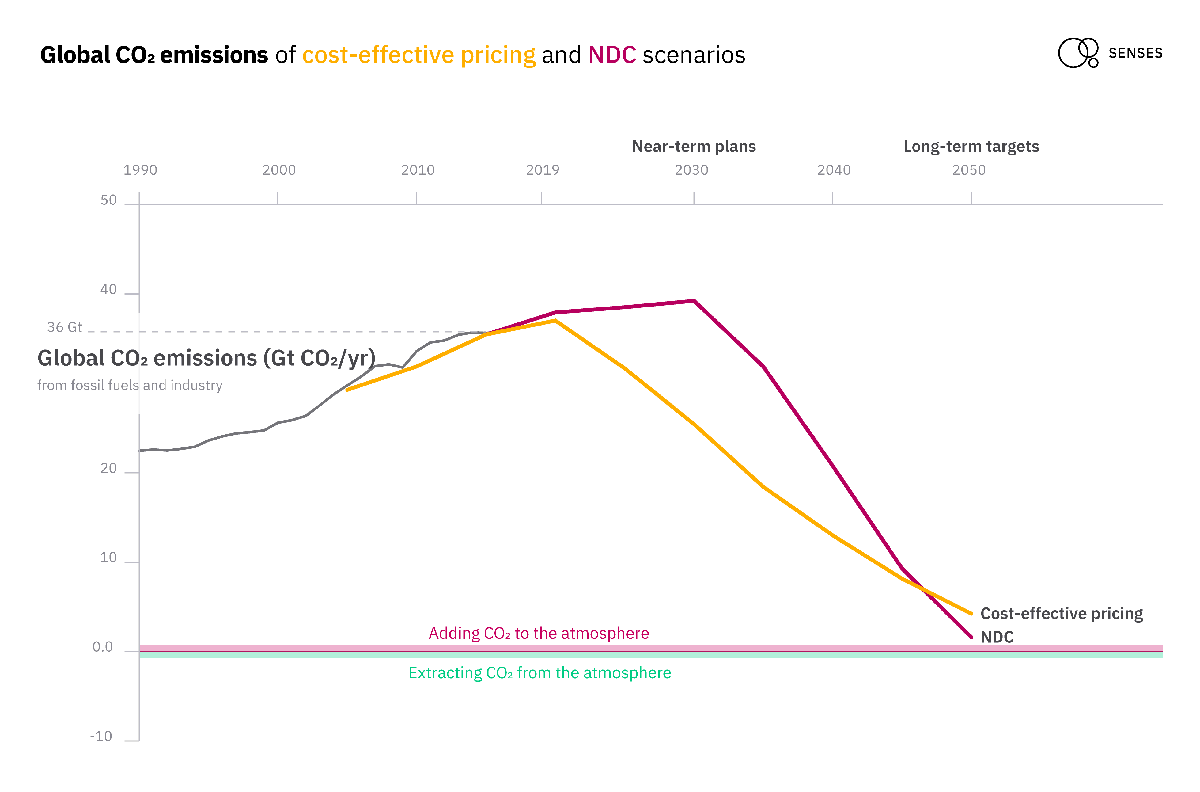 Global CO₂ emissions of cost-effective pricing and NDC scenarios
SENSES
Near-term plans
Long-term targets
1990
2000
2010
2019
2030
2040
2050
50
40
36 Gt
Global CO₂ emissions (Gt CO₂/yr)
from fossil fuels and industry
20
10
Cost-effective pricing
Adding CO₂ to the atmosphere
NDC
0.0
Extracting CO₂ from the atmosphere
-10